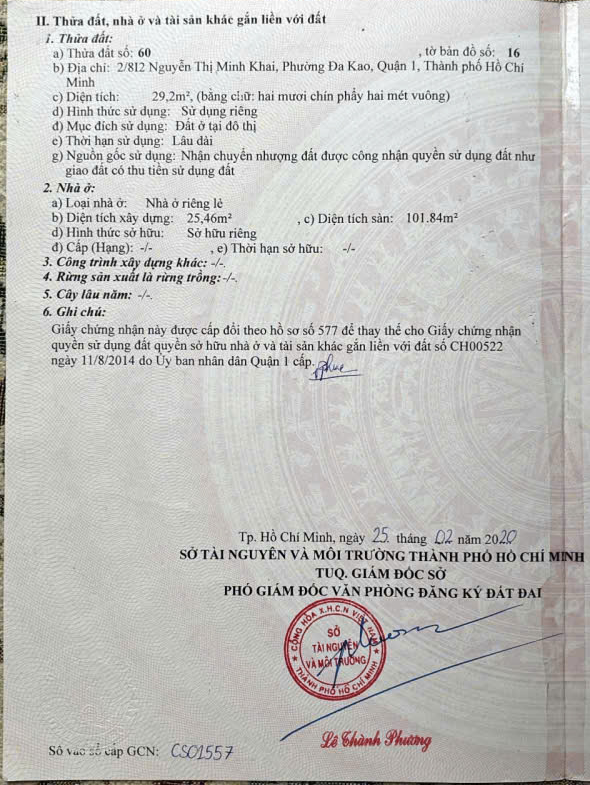 II. Thửa đất, nhà ở và tài sản khác gắn liền với đất
1. Thửa đất:
a) Thửa đất số: 60 , tờ bản đồ số: 16
b) Địa chỉ: 2/8I2 Nguyễn Thị Minh Khai, Phường Đa Kao, Quận 1, Thành phố Hồ Chí
Minh
c) Diện tích: 29,2m², (bằng chữ: hai mươi chín phẩy hai mét vuông)
d) Hình thức sử dụng: Sử dụng riêng
đ) Mục đích sử dụng: Đất ở tại đô thị
e) Thời hạn sử dụng: Lâu dài
g) Nguồn gốc sử dụng: Nhận chuyển nhượng đất được công nhận quyền sử dụng đất như
giao đất có thu tiền sử dụng đất
2. Nhà ở:
a) Loại nhà ở: Nhà ở riêng lẻ
b) Diện tích xây dựng: 25,46m² , c) Diện tích sàn: 101.84m²
d) Hình thức sở hữu: Sở hữu riêng
đ) Cấp (Hạng): -/- , e) Thời hạn sở hữu: -/-
3. Công trình xây dựng khác: -/-.
4. Rừng sản xuất là rừng trồng: -/-.
5. Cây lâu năm: -/-.
6. Ghi chú:
Giấy chứng nhận này được cấp đổi theo hồ sơ số 577 để thay thế cho Giấy chứng nhận
quyền sử dụng đất quyền sở hữu nhà ở và tài sản khác gắn liền với đất số CH00522
ngày 11/8/2014 do Ủy ban nhân dân Quận 1 cấp.
Tp. Hồ Chí Minh, ngày 25 tháng 02 năm 2020
SỞ TÀI NGUYÊN VÀ MÔI TRƯỜNG THÀNH PHỐ HỒ CHÍ MINH
TUQ. GIÁM ĐỐC SỞ
PHÓ GIÁM ĐỐC VĂN PHÒNG ĐĂNG KÝ ĐẤT ĐAI
CỘNG HÒA X.H.C.N VIỆT NAM
SỞ
TÀI NGUYÊN
VÀ MÔI TRƯỜNG
THÀNH PHỐ HỒ CHÍ MINH
Lê Thành Phương
Số vào sổ cấp GCN: CS01557